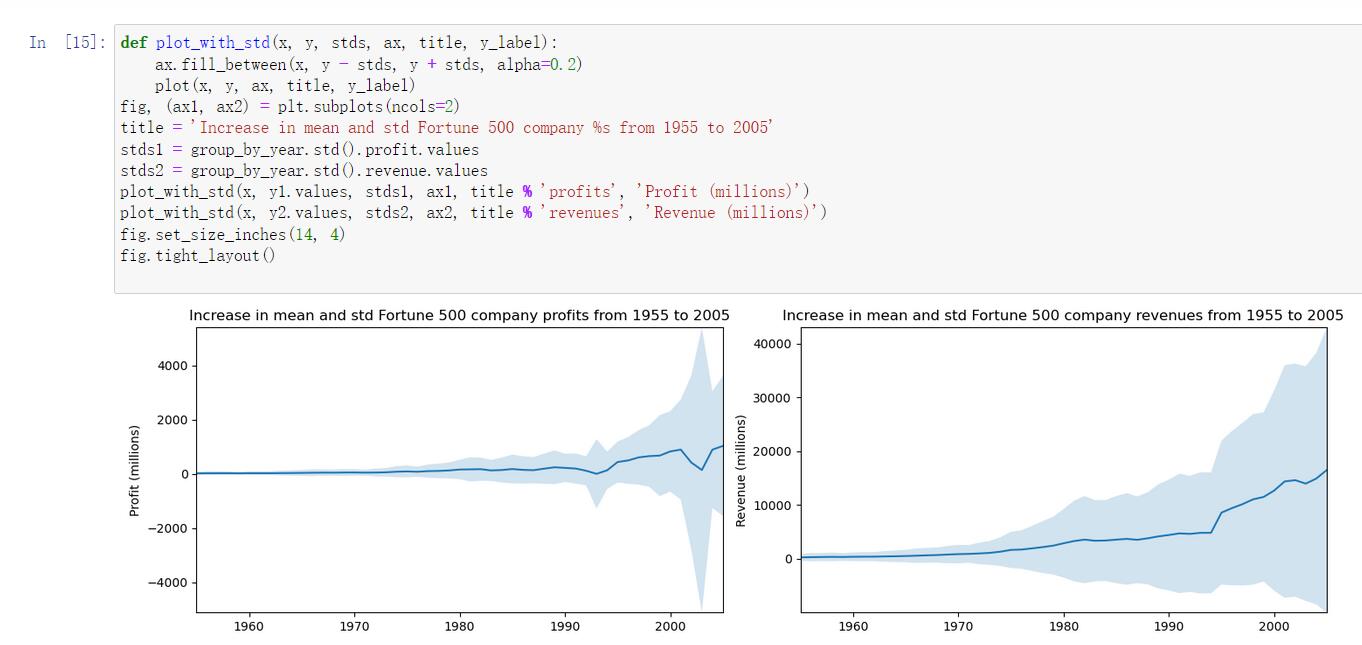 In [15]:
def plot_with_std(x, y, stds, ax, title, y_label):
    ax.fill_between(x, y - stds, y + stds, alpha=0.2)
    plot(x, y, ax, title, y_label)
fig, (ax1, ax2) = plt.subplots(ncols=2)
title = 'Increase in mean and std Fortune 500 company %s from 1955 to 2005'
stds1 = group_by_year.std().profit.values
stds2 = group_by_year.std().revenue.values
plot_with_std(x, y1.values, stds1, ax1, title % 'profits', 'Profit (millions)')
plot_with_std(x, y2.values, stds2, ax2, title % 'revenues', 'Revenue (millions)')
fig.set_size_inches(14, 4)
fig.tight_layout()
Increase in mean and std Fortune 500 company profits from 1955 to 2005
4000
2000
0
−2000
−4000
Profit (millions)
1960 1970 1980 1990 2000
Increase in mean and std Fortune 500 company revenues from 1955 to 2005
40000
30000
20000
10000
0
Revenue (millions)
1960 1970 1980 1990 2000